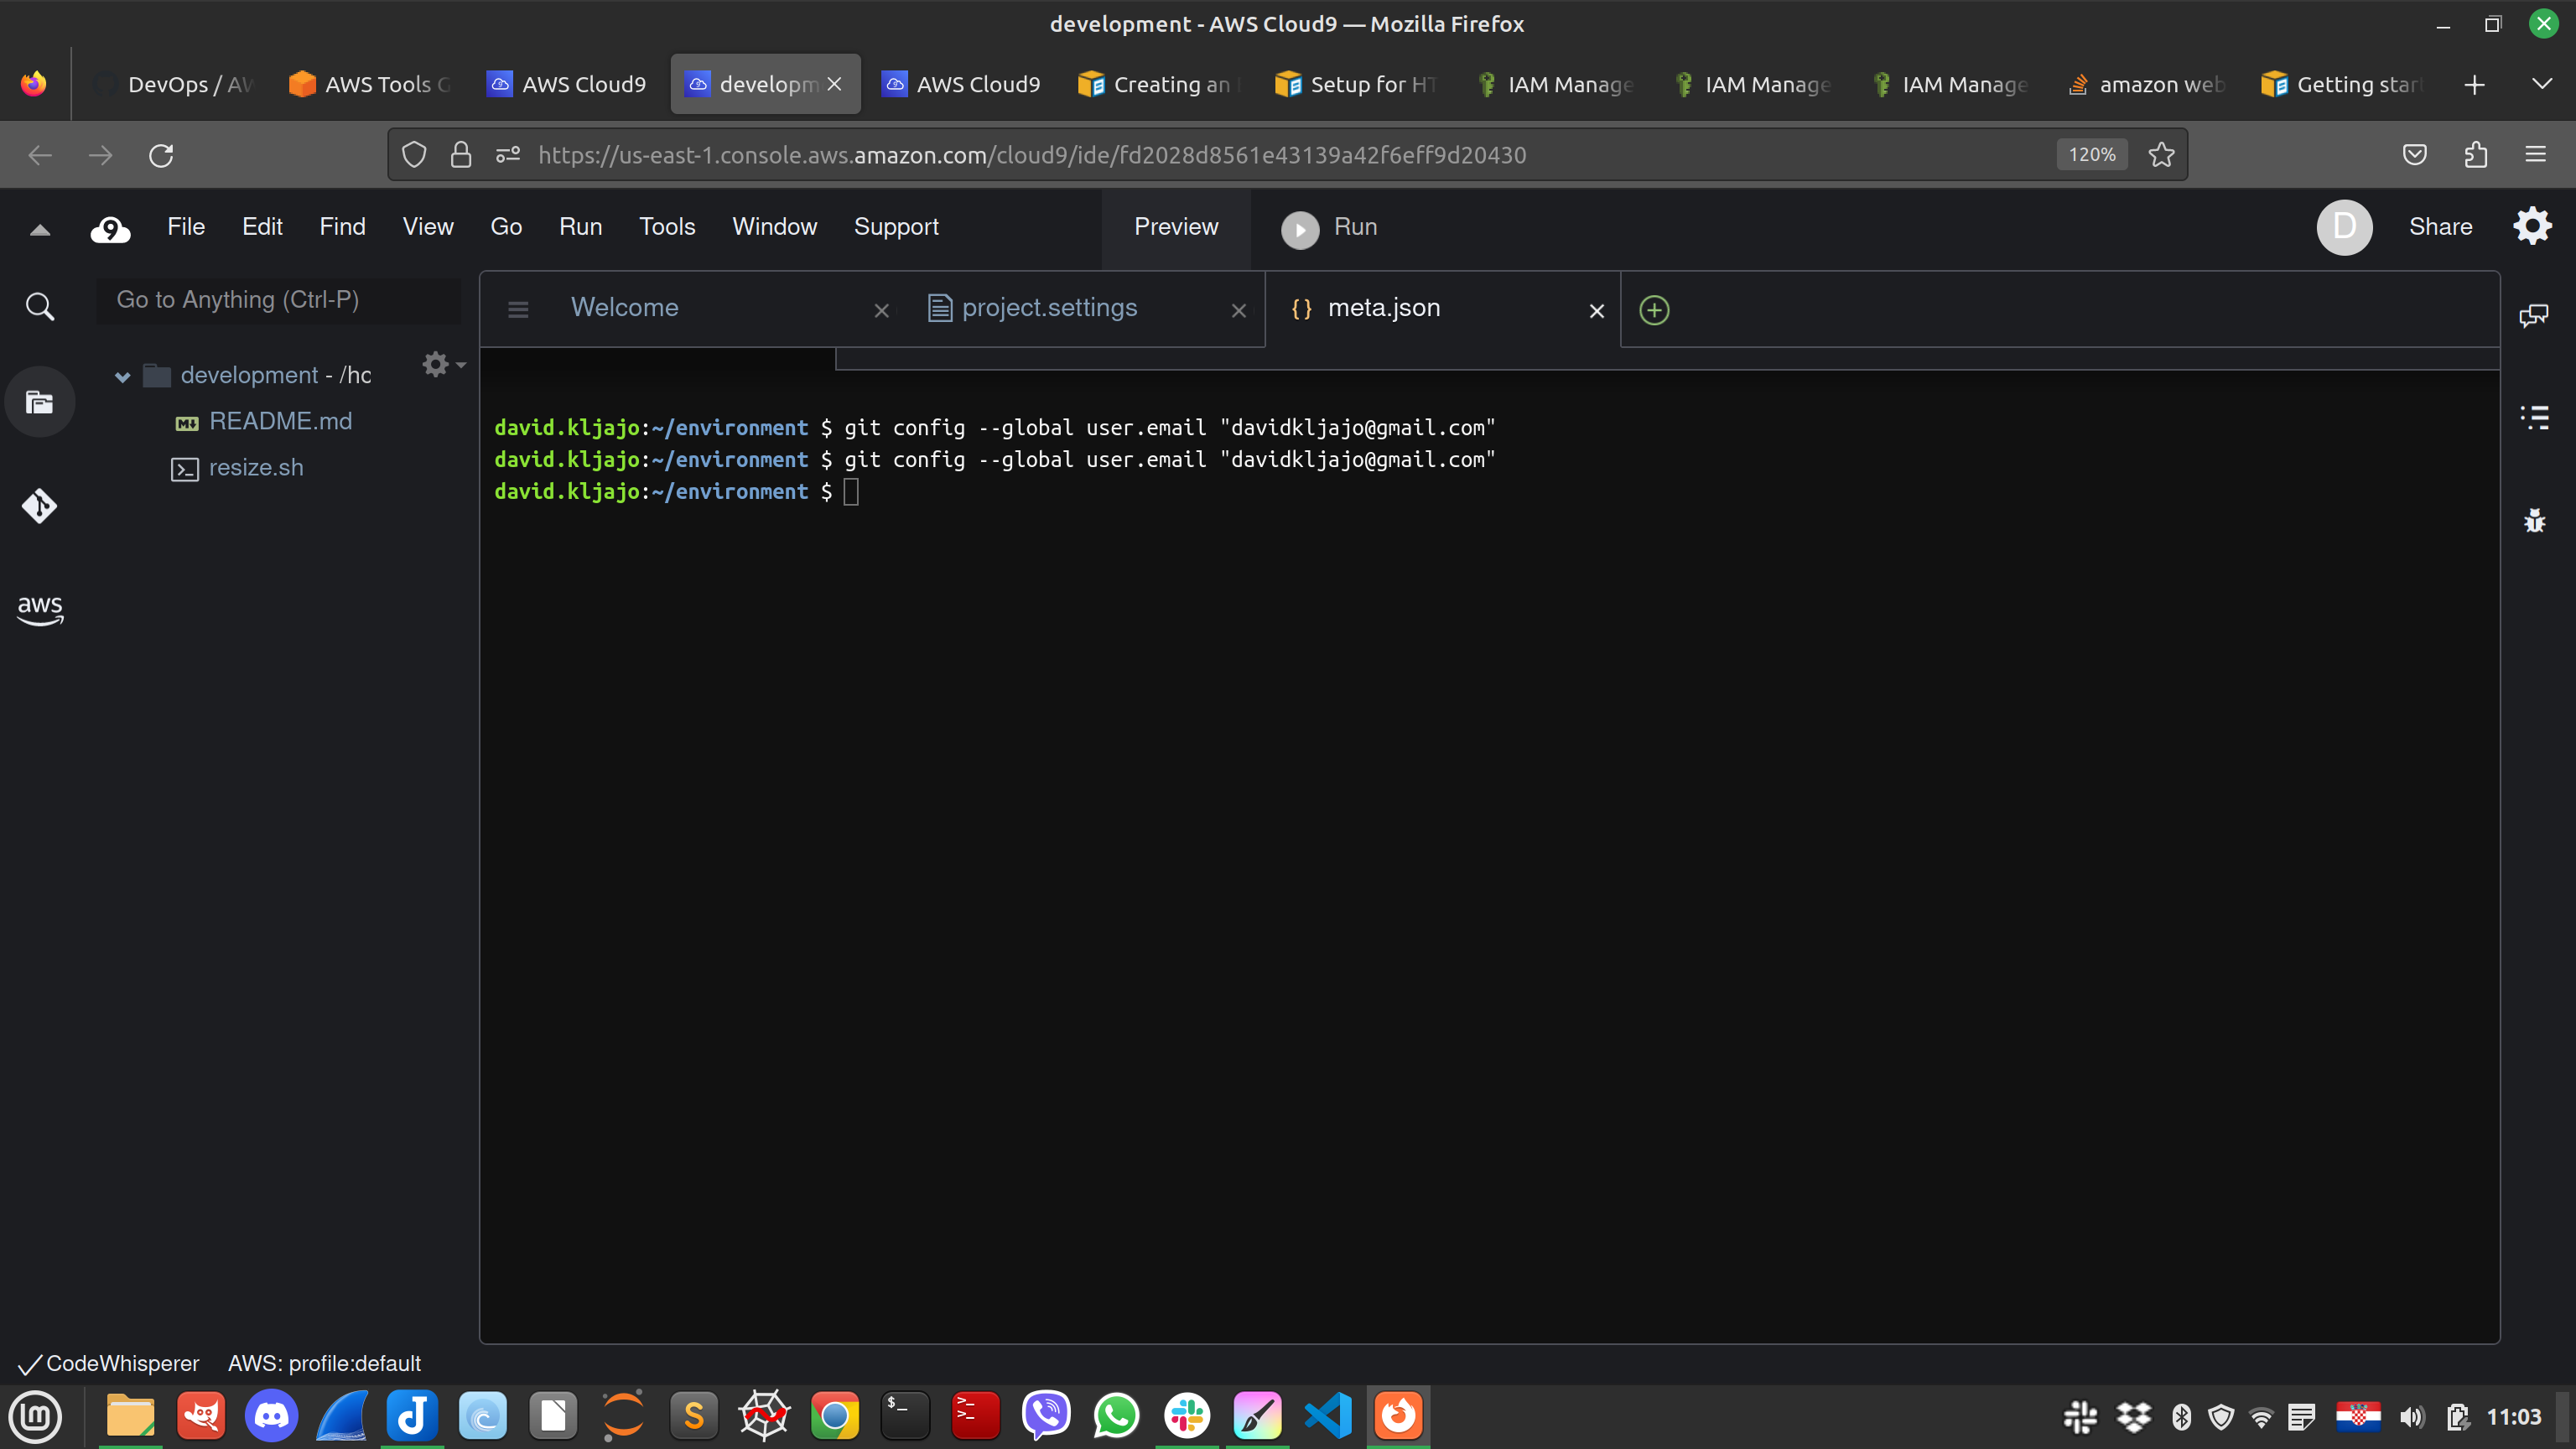 development - AWS Cloud9 — Mozilla Firefox
DevOps / AW
AWS Tools G
AWS Cloud9
developm
AWS Cloud9
Creating an
Setup for HT
IAM Manage
IAM Manage
IAM Manage
amazon web
Getting start
https://us-east-1.console.aws.amazon.com/cloud9/ide/fd2028d8561e43139a42f6eff9d20430
120%
File Edit Find View Go Run Tools Window Support
Preview
Run
D
Share
Go to Anything (Ctrl-P)
Welcome
project.settings
{ } meta.json
development - /hc
README.md
resize.sh
aws
david.kljajo:~/environment $ git config --global user.email "davidkljajo@gmail.com"
david.kljajo:~/environment $ git config --global user.email "davidkljajo@gmail.com"
david.kljajo:~/environment $
CodeWhisperer AWS: profile:default
11:03